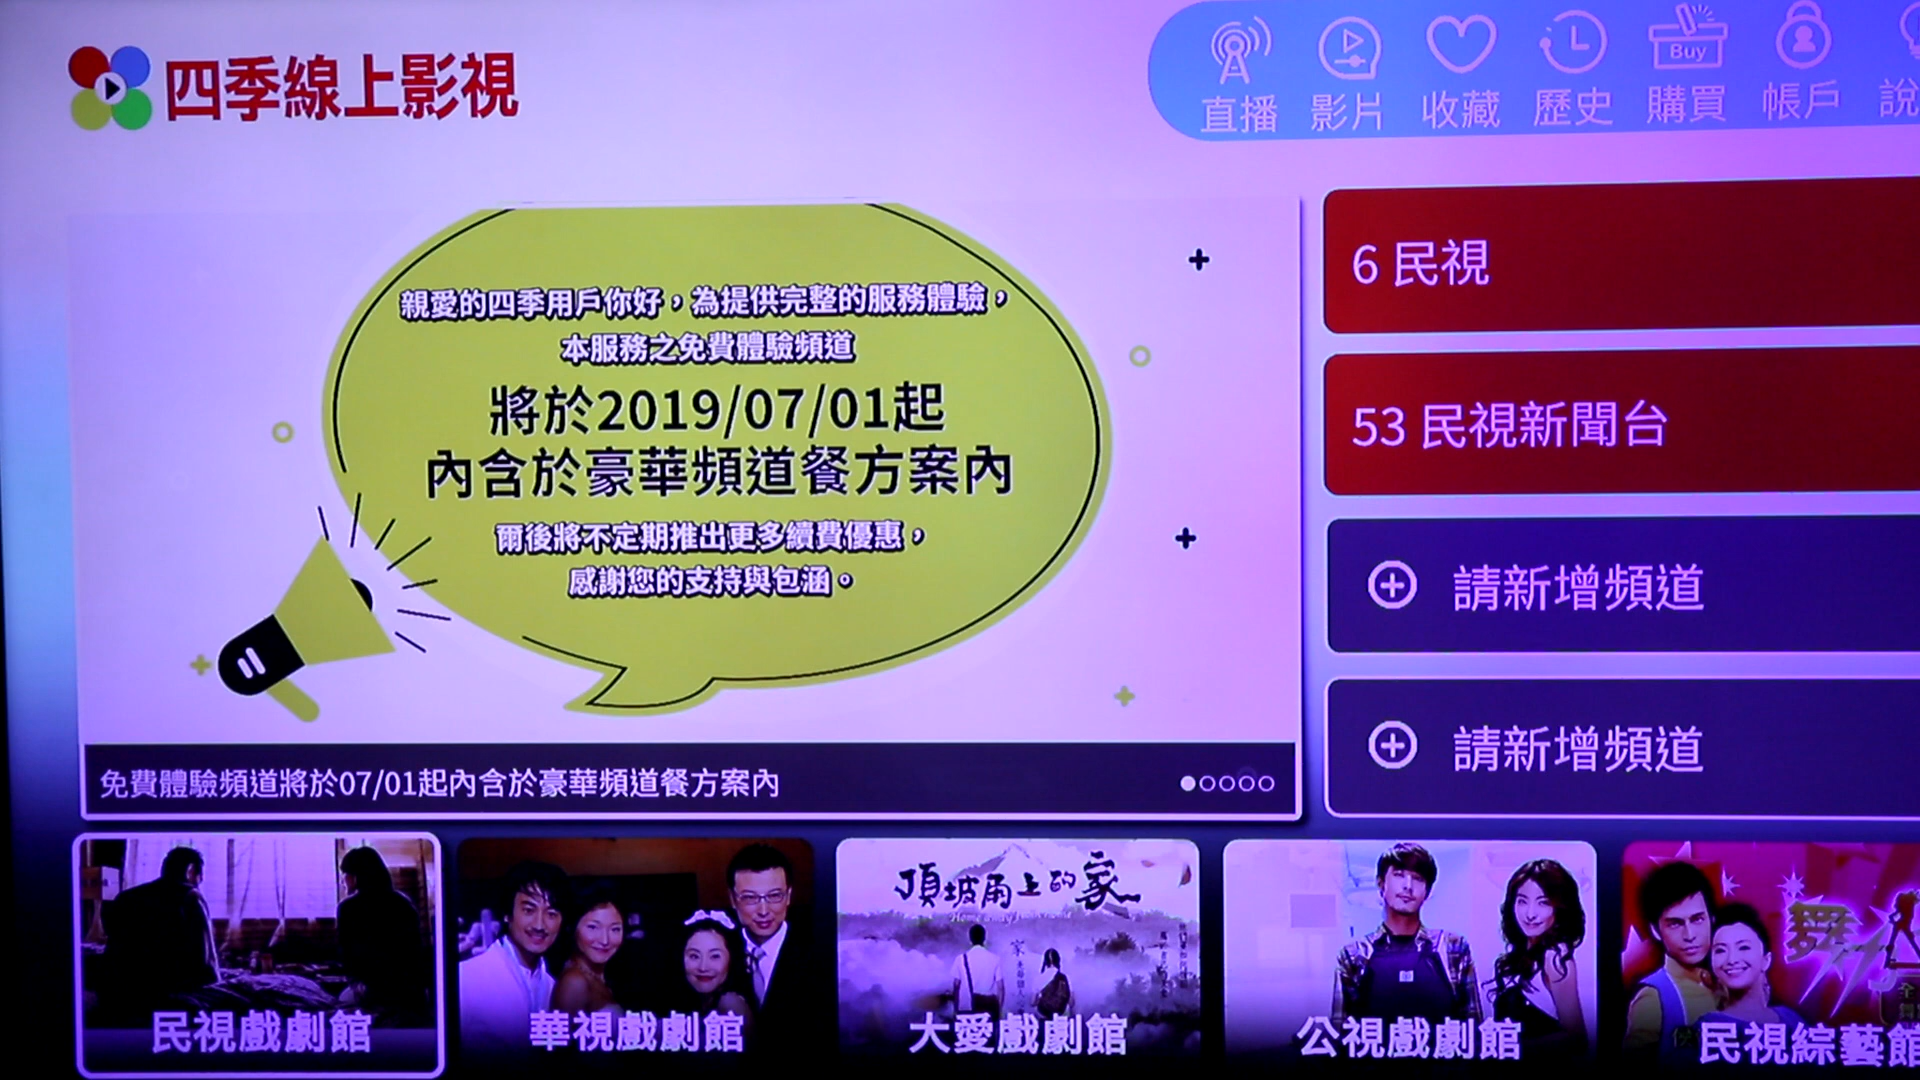 四季線上影視
直播 影片 收藏 歷史 購買 帳戶 說
Buy
親愛的四季用戶你好，為提供完整的服務體驗，
本服務之免費體驗頻道
將於2019/07/01起
內含於豪華頻道餐方案內
爾後將不定期推出更多續費優惠，
感謝您的支持與包涵。
免費體驗頻道將於07/01起內含於豪華頻道餐方案內
6 民視
53 民視新聞台
請新增頻道
請新增頻道
頂坡角上的家
Home away from home
民視戲劇館
華視戲劇館
大愛戲劇館
公視戲劇館
民視綜藝館